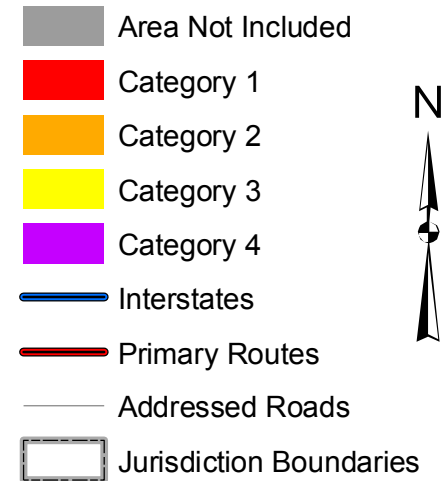 Area Not Included
Category 1
N
Category 2
Category 3
Category 4
Interstates
Primary Routes
Addressed Roads
Jurisdiction Boundaries